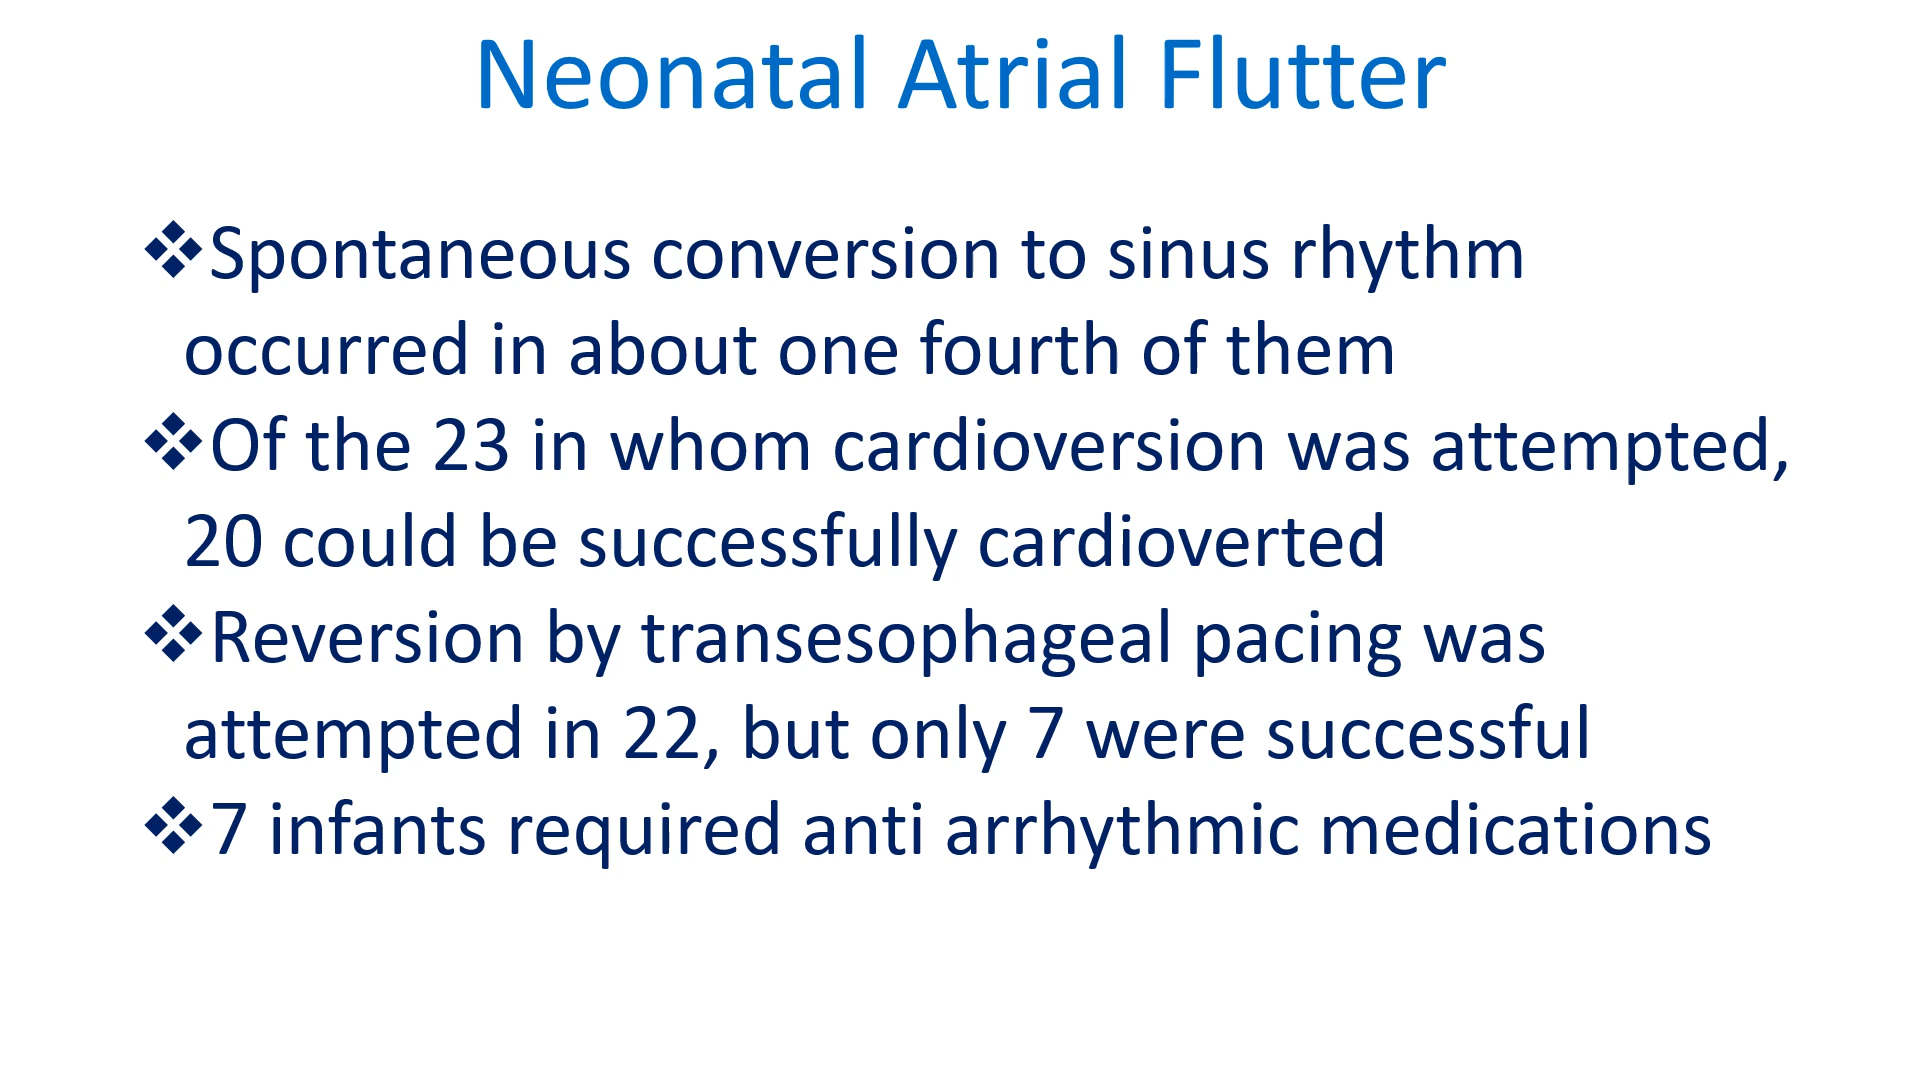 Neonatal Atrial Flutter
❖Spontaneous conversion to sinus rhythm
occurred in about one fourth of them
❖Of the 23 in whom cardioversion was attempted,
20 could be successfully cardioverted
❖Reversion by transesophageal pacing was
attempted in 22, but only 7 were successful
❖7 infants required anti arrhythmic medications